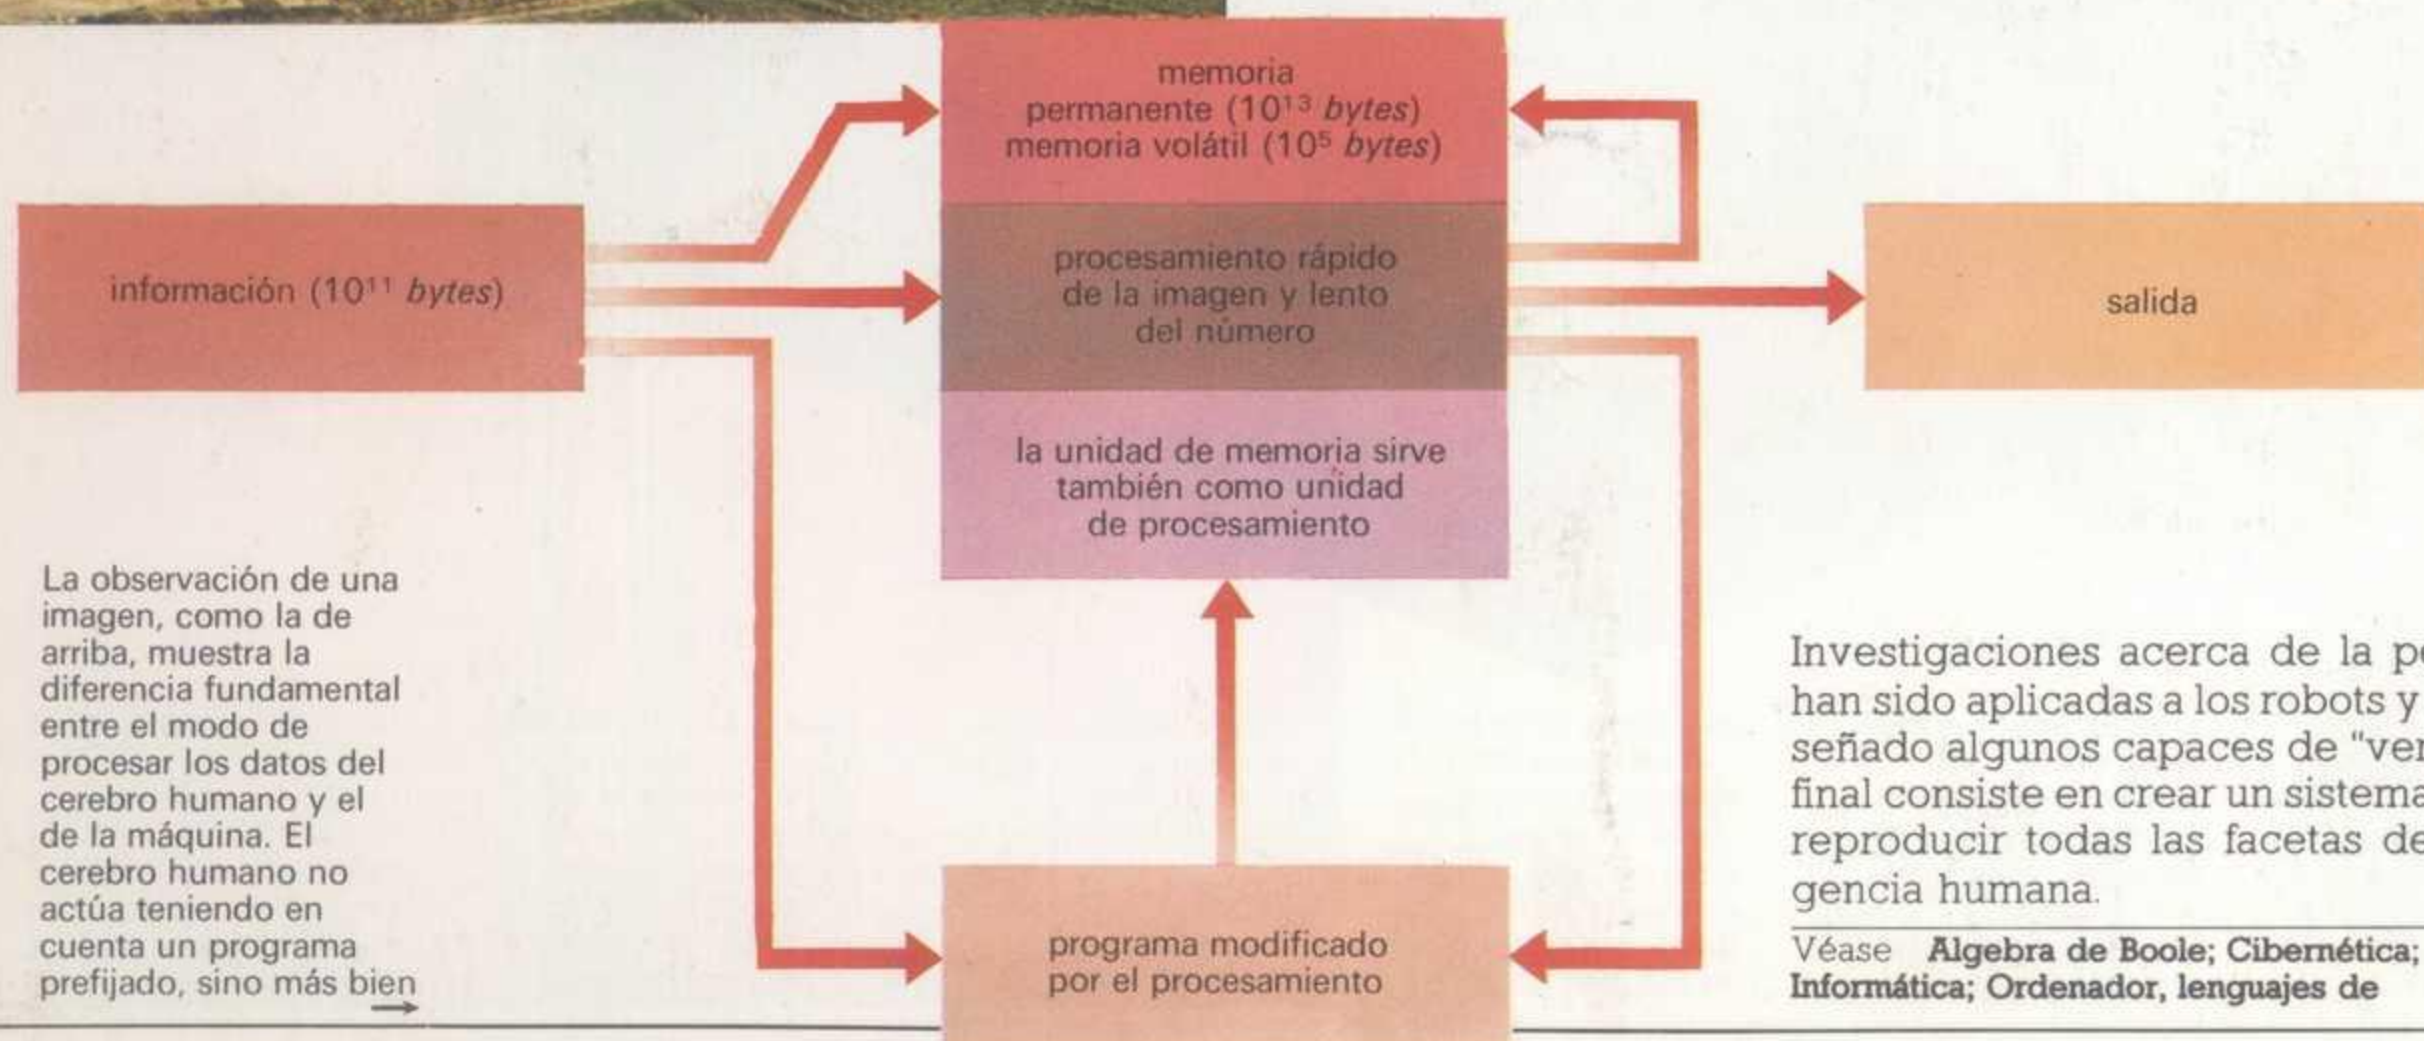 memoria
permanente (10¹³ bytes)
memoria volátil (10⁵ bytes)
información (10¹¹ bytes)
procesamiento rápido
de la imagen y lento
del número
salida
la unidad de memoria sirve
también como unidad
de procesamiento
programa modificado
por el procesamiento
La observación de una
imagen, como la de
arriba, muestra la
diferencia fundamental
entre el modo de
procesar los datos del
cerebro humano y el
de la máquina. El
cerebro humano no
actúa teniendo en
cuenta un programa
prefijado, sino más bien
→
Investigaciones acerca de la
han sido aplicadas a los robots y
señado algunos capaces de "ver
final consiste en crear un sistema
reproducir todas las facetas de
gencia humana.
Véase Algebra de Boole; Cibernética;
Informática; Ordenador, lenguajes de